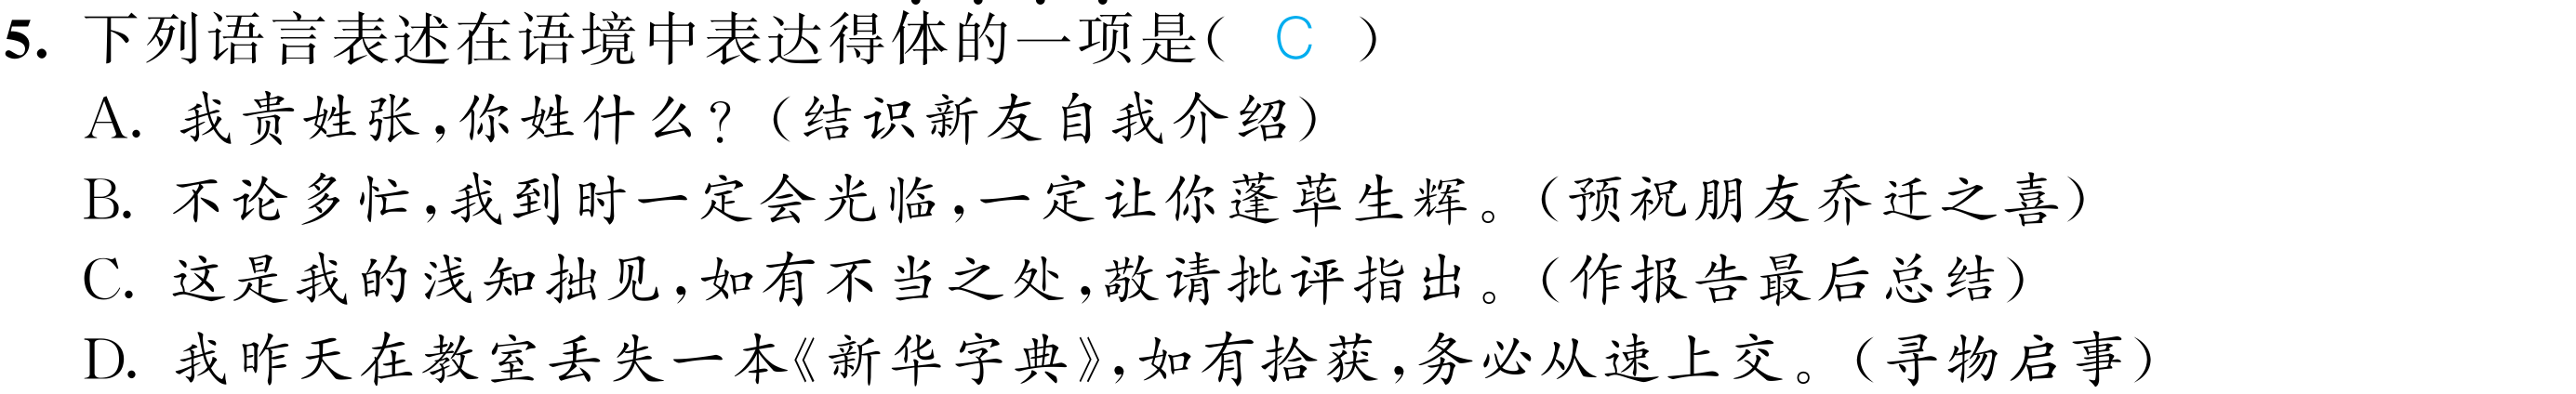 5. 下列语言表述在语境中表达得体的一项是( C )
A. 我贵姓张,你姓什么?(结识新友自我介绍)
B. 不论多忙,我到时一定会光临,一定让你蓬荜生辉。(预祝朋友乔迁之喜)
C. 这是我的浅知拙见,如有不当之处,敬请批评指出。(作报告最后总结)
D. 我昨天在教室丢失一本《新华字典》,如有拾获,务必从速上交。(寻物启事)